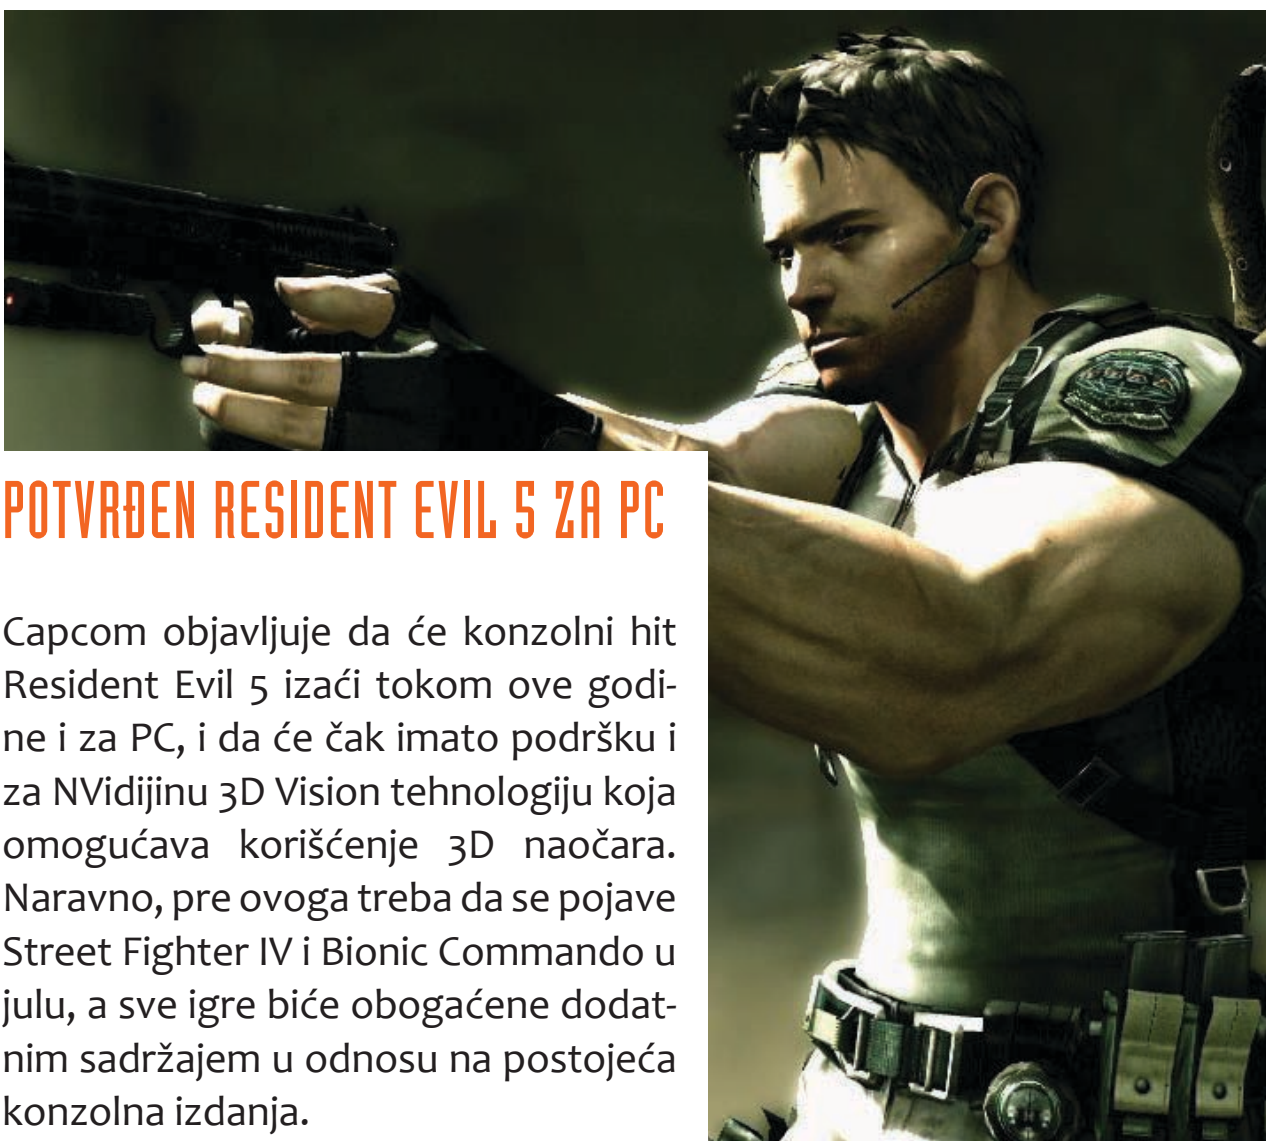 POTVRĐEN RESIDENT EVIL 5 ZA PC
Capcom objavljuje da će konzolni hit
Resident Evil 5 izaći tokom ove godi-
ne i za PC, i da će čak imato podršku i
za NVidijinu 3D Vision tehnologiju koja
omogućava korišćenje 3D naočara.
Naravno, pre ovoga treba da se pojave
Street Fighter IV i Bionic Commando u
julu, a sve igre biće obogaćene dodat-
nim sadržajem u odnosu na postojeća
konzolna izdanja.